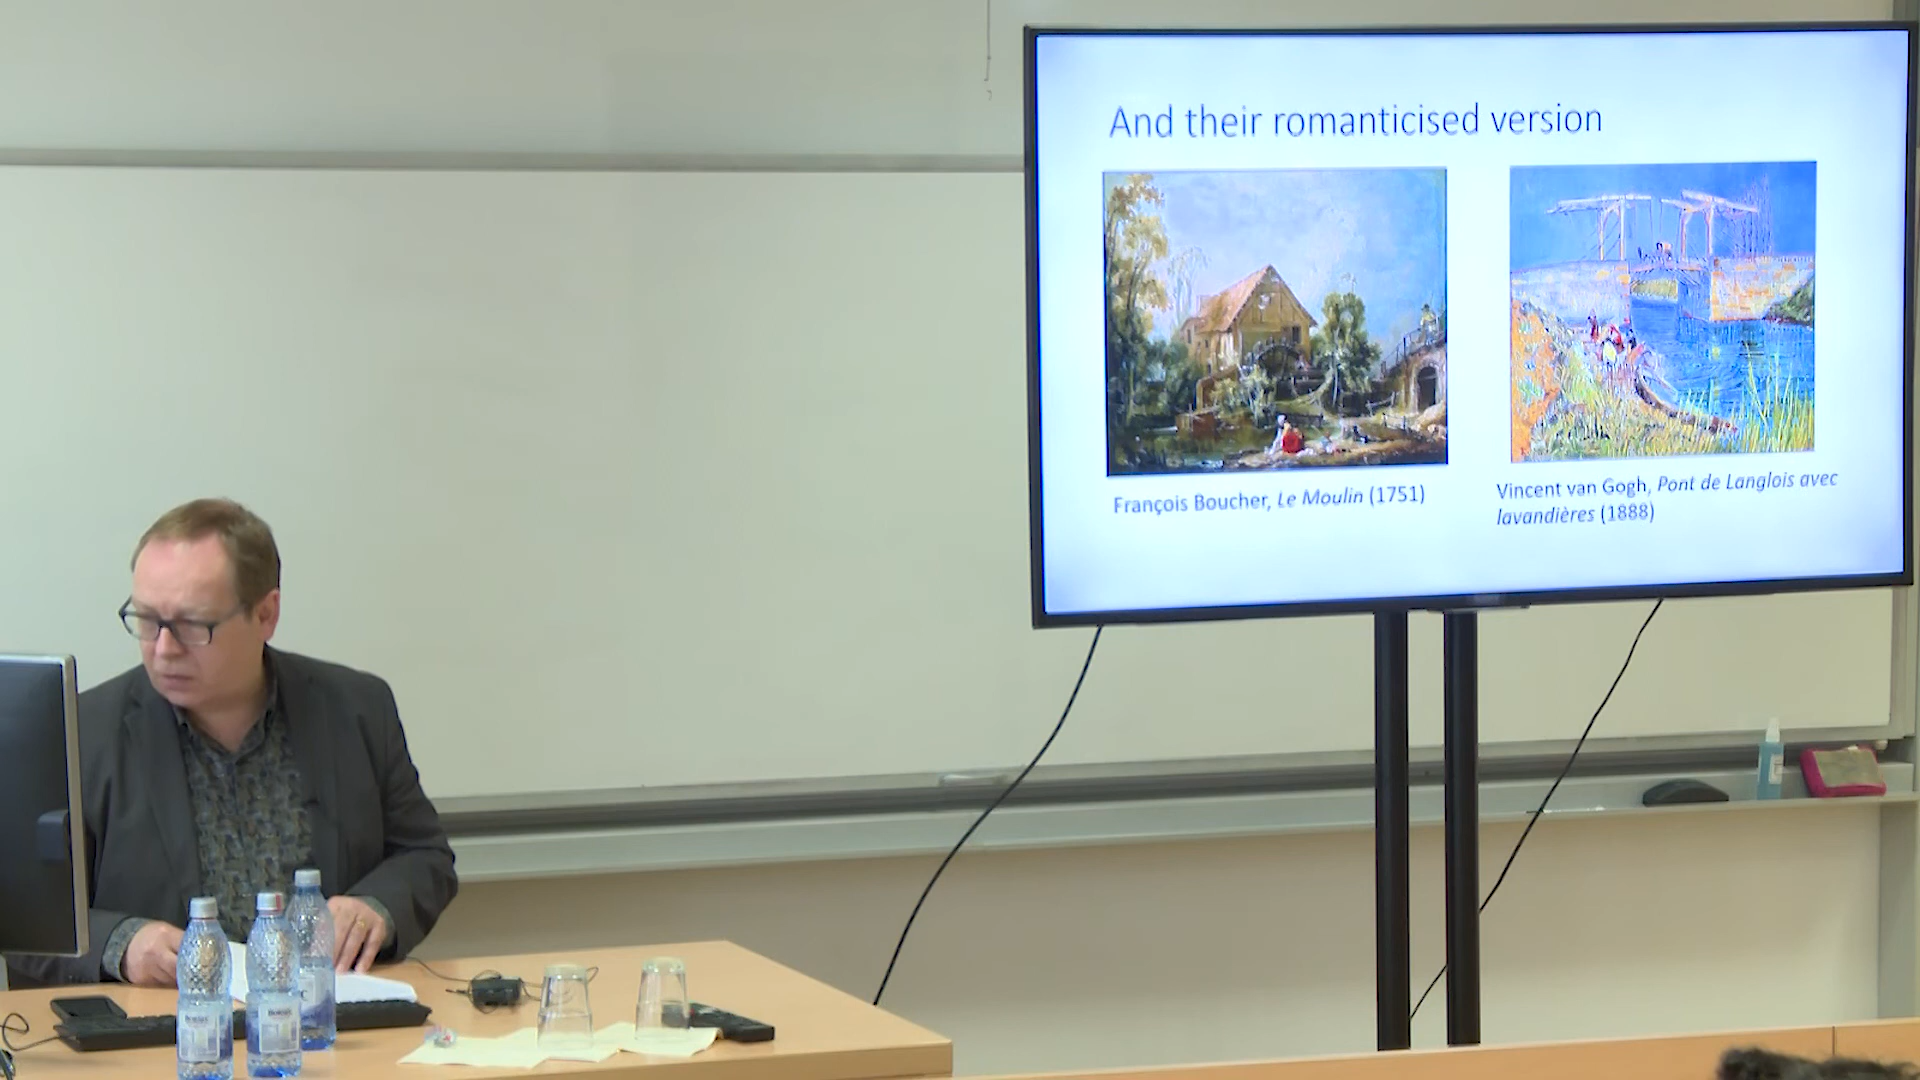 And their romanticised version
François Boucher, Le Moulin (1751)
Vincent van Gogh, Pont de Langlois avec
lavandières (1888)